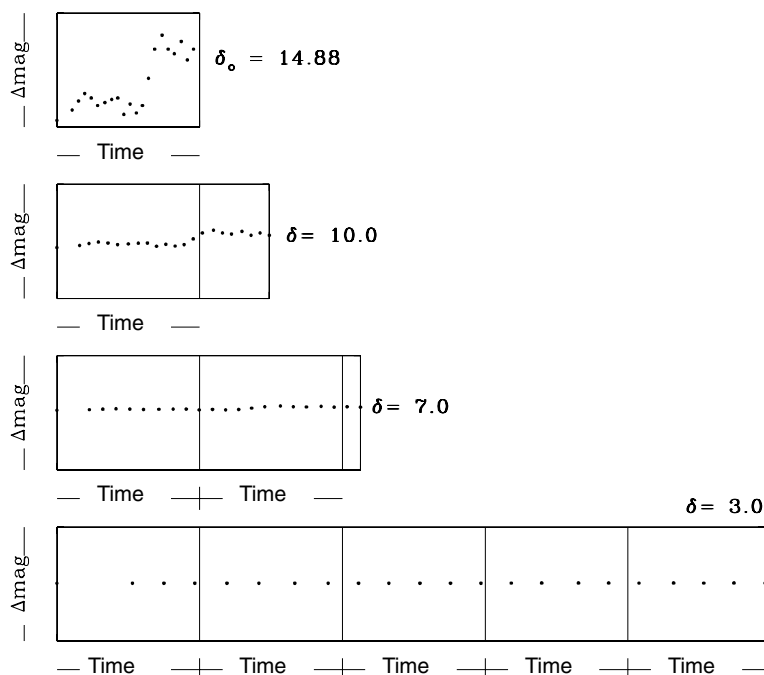 — Δmag —
δₒ = 14.88
— Time —
— Δmag —
δ= 10.0
— Time —
— Δmag —
δ= 7.0
— Time — — Time —
δ= 3.0
— Δmag —
— Time — — Time — — Time — — Time — — Time —